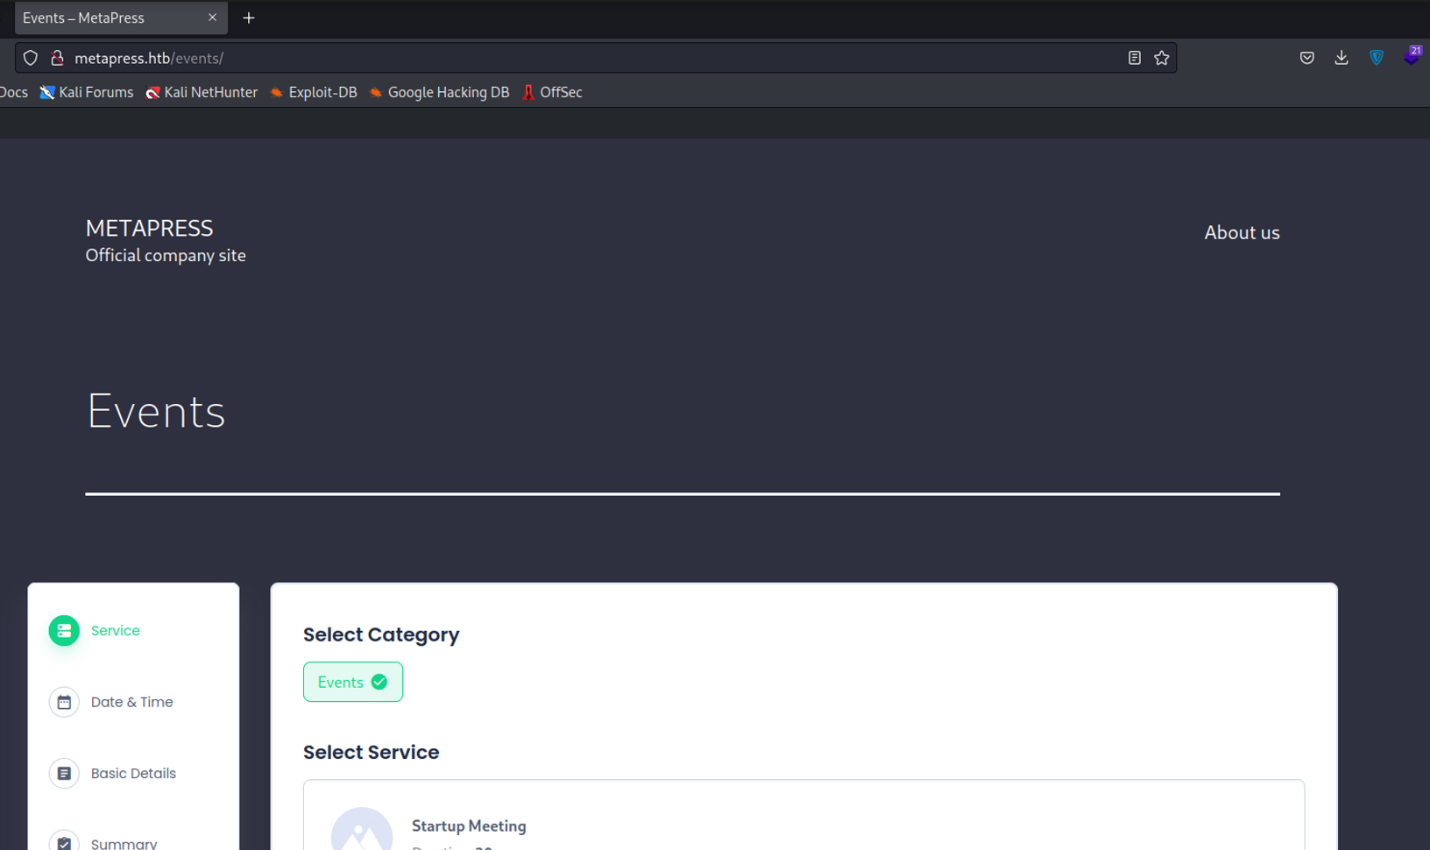 Events – MetaPress
metapress.htb/events/
21
Docs Kali Forums Kali NetHunter Exploit-DB Google Hacking DB OffSec
METAPRESS
Official company site
About us
Events
Service
Date & Time
Basic Details
Summary
Select Category
Events
Select Service
Startup Meeting